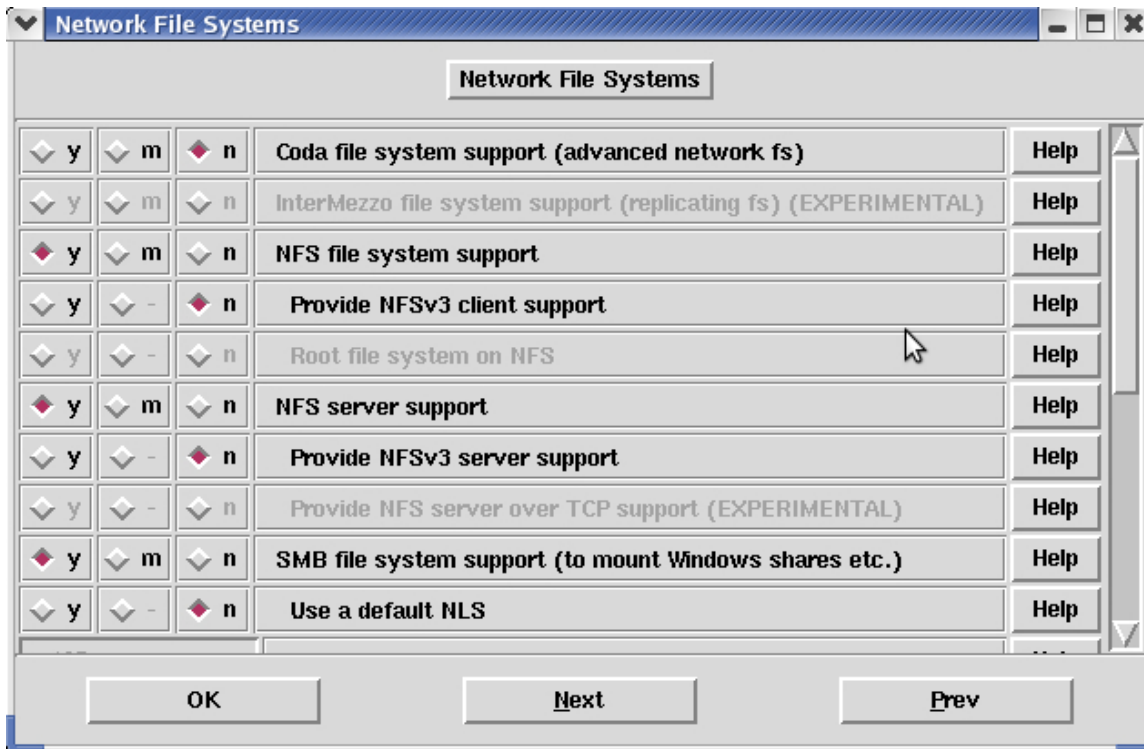 Network File Systems
Network File Systems
y m n Coda file system support (advanced network fs) Help
y m n InterMezzo file system support (replicating fs) (EXPERIMENTAL) Help
y m n NFS file system support Help
y - n Provide NFSv3 client support Help
y - n Root file system on NFS Help
y m n NFS server support Help
y - n Provide NFSv3 server support Help
y - n Provide NFS server over TCP support (EXPERIMENTAL) Help
y m n SMB file system support (to mount Windows shares etc.) Help
y - n Use a default NLS Help
OK Next Prev